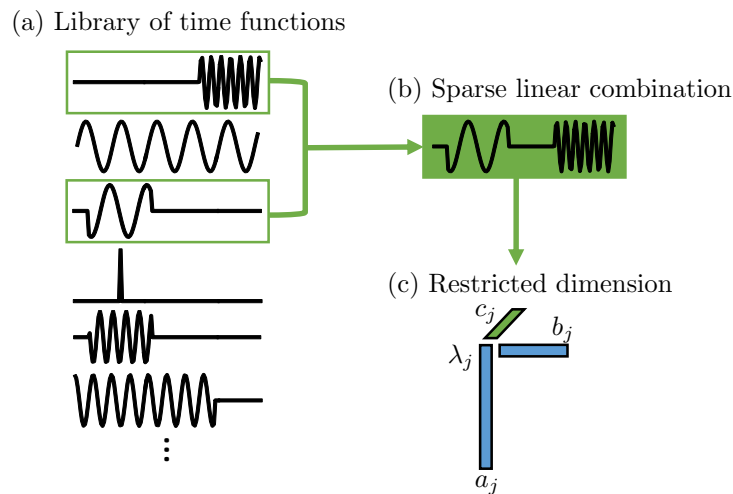 (a) Library of time functions
(b) Sparse linear combination
(c) Restricted dimension
c_j
b_j
λ_j
a_j